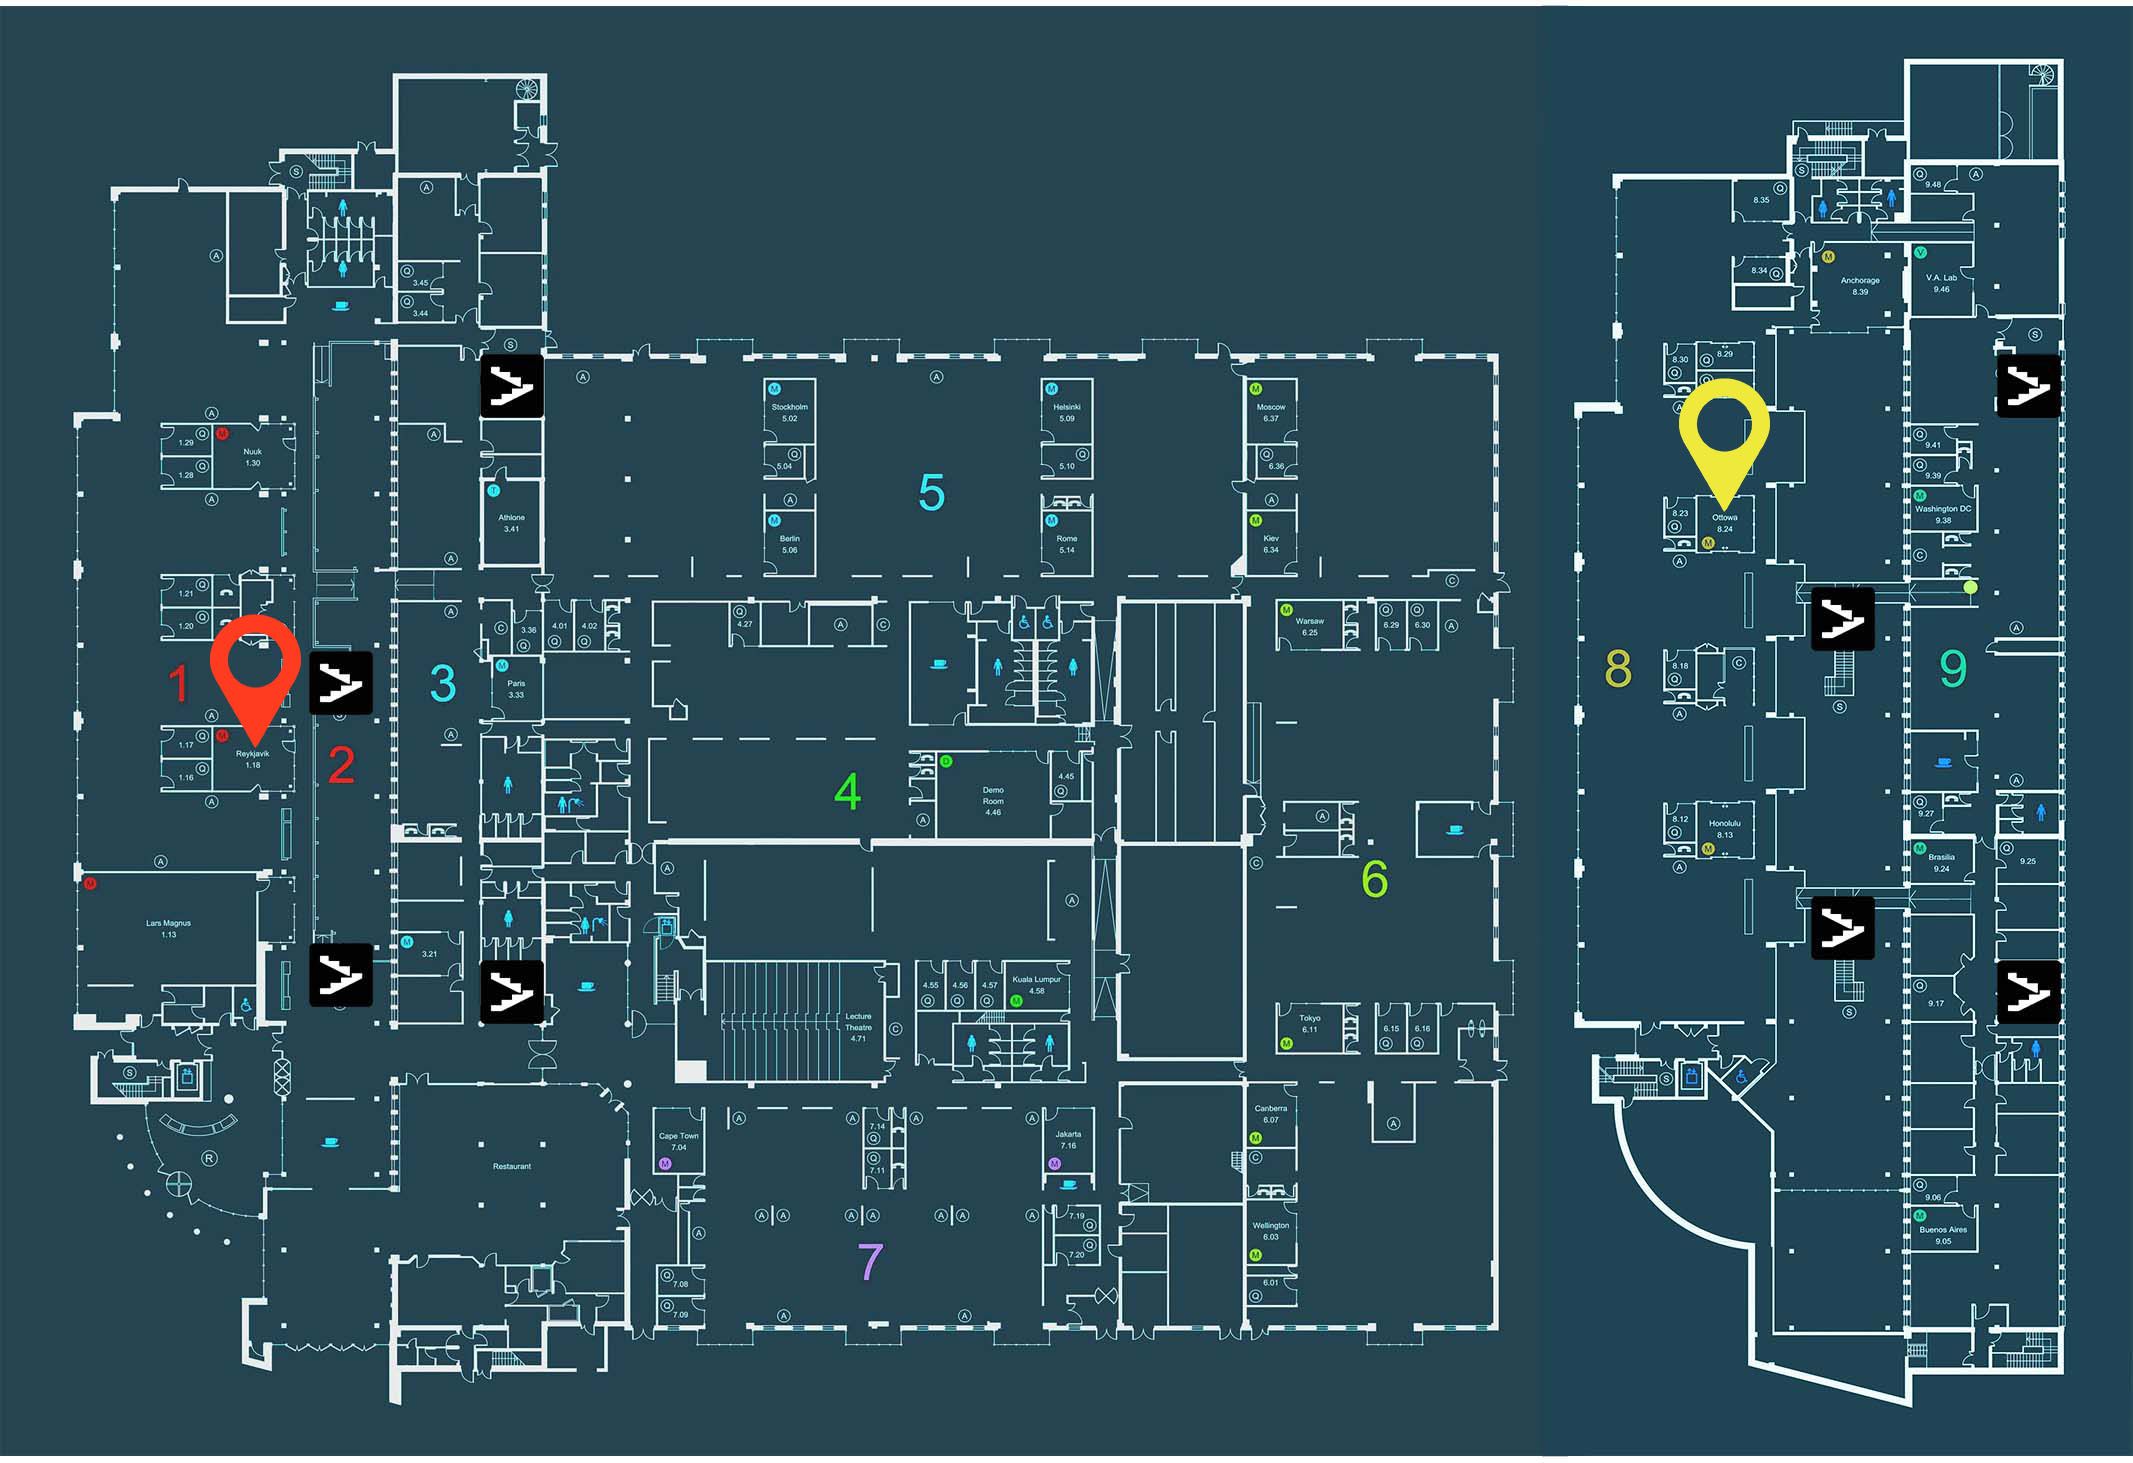 S
A
A
Q
3.45
Q
3.44
S
A
1.29
Q
M
Nuuk
1.30
1.28
Q
A
A
T
Athlone
3.41
A
1.21
Q
1.20
Q
A
C
3.36
Q
4.01
Q
4.02
Q
1
3
M
Paris
3.33
A
A
1.17
Q
M
Reykjavik
1.18
1.16
Q
A
2
A
M
Lars Magnus
1.13
M
3.21
S
R
Restaurant
A
A
M
Stockholm
5.02
Q
5.04
A
M
Berlin
5.06
5
M
Helsinki
5.09
Q
5.10
M
Rome
5.14
M
Moscow
6.37
Q
6.36
A
M
Kiev
6.34
C
Q
4.27
A
C
4
D
Demo
Room
4.46
4.45
Q
A
M
Warsaw
6.25
Q
6.29
Q
6.30
A
A
C
6
A
A
Lecture
Theatre
4.71
C
4.55
Q
4.56
Q
4.57
Q
Kuala Lumpur
4.58
M
Tokyo
6.11
M
6.15
Q
6.16
Q
Cape Town
7.04
M
A
A
7.14
Q
Q
7.11
A
A
Jakarta
7.16
M
A
A
A
A
A
A
A
A
7.19
Q
Q
7.20
7
Q
7.08
Q
7.09
A
A
Canberra
6.07
M
C
Wellington
6.03
M
6.01
Q
A
S
Q
8.35
8.34
Q
M
Anchorage
8.39
Q
9.48
A
V
V.A. Lab
9.46
S
8.30
Q
8.29
Q
Q
A
8.23
Q
Ottowa
8.24
M
A
Q
9.41
Q
9.39
M
Washington DC
9.38
C
A
8
8.18
Q
C
A
9
S
A
8.12
Q
Honolulu
8.13
M
A
Q
9.27
M
Brasilia
9.24
Q
9.25
Q
9.17
S
S
Q
9.06
M
Buenos Aires
9.05